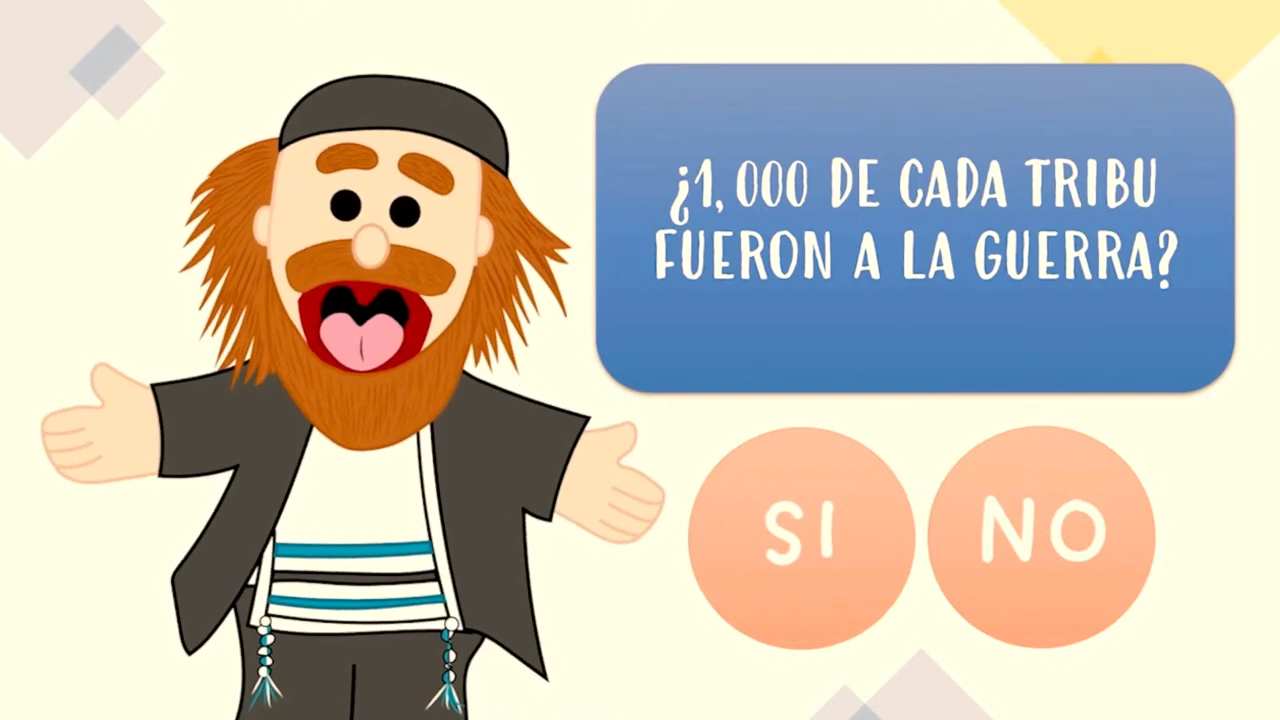 ¿1,000 DE CADA TRIBU
FUERON A LA GUERRA?
SI
NO